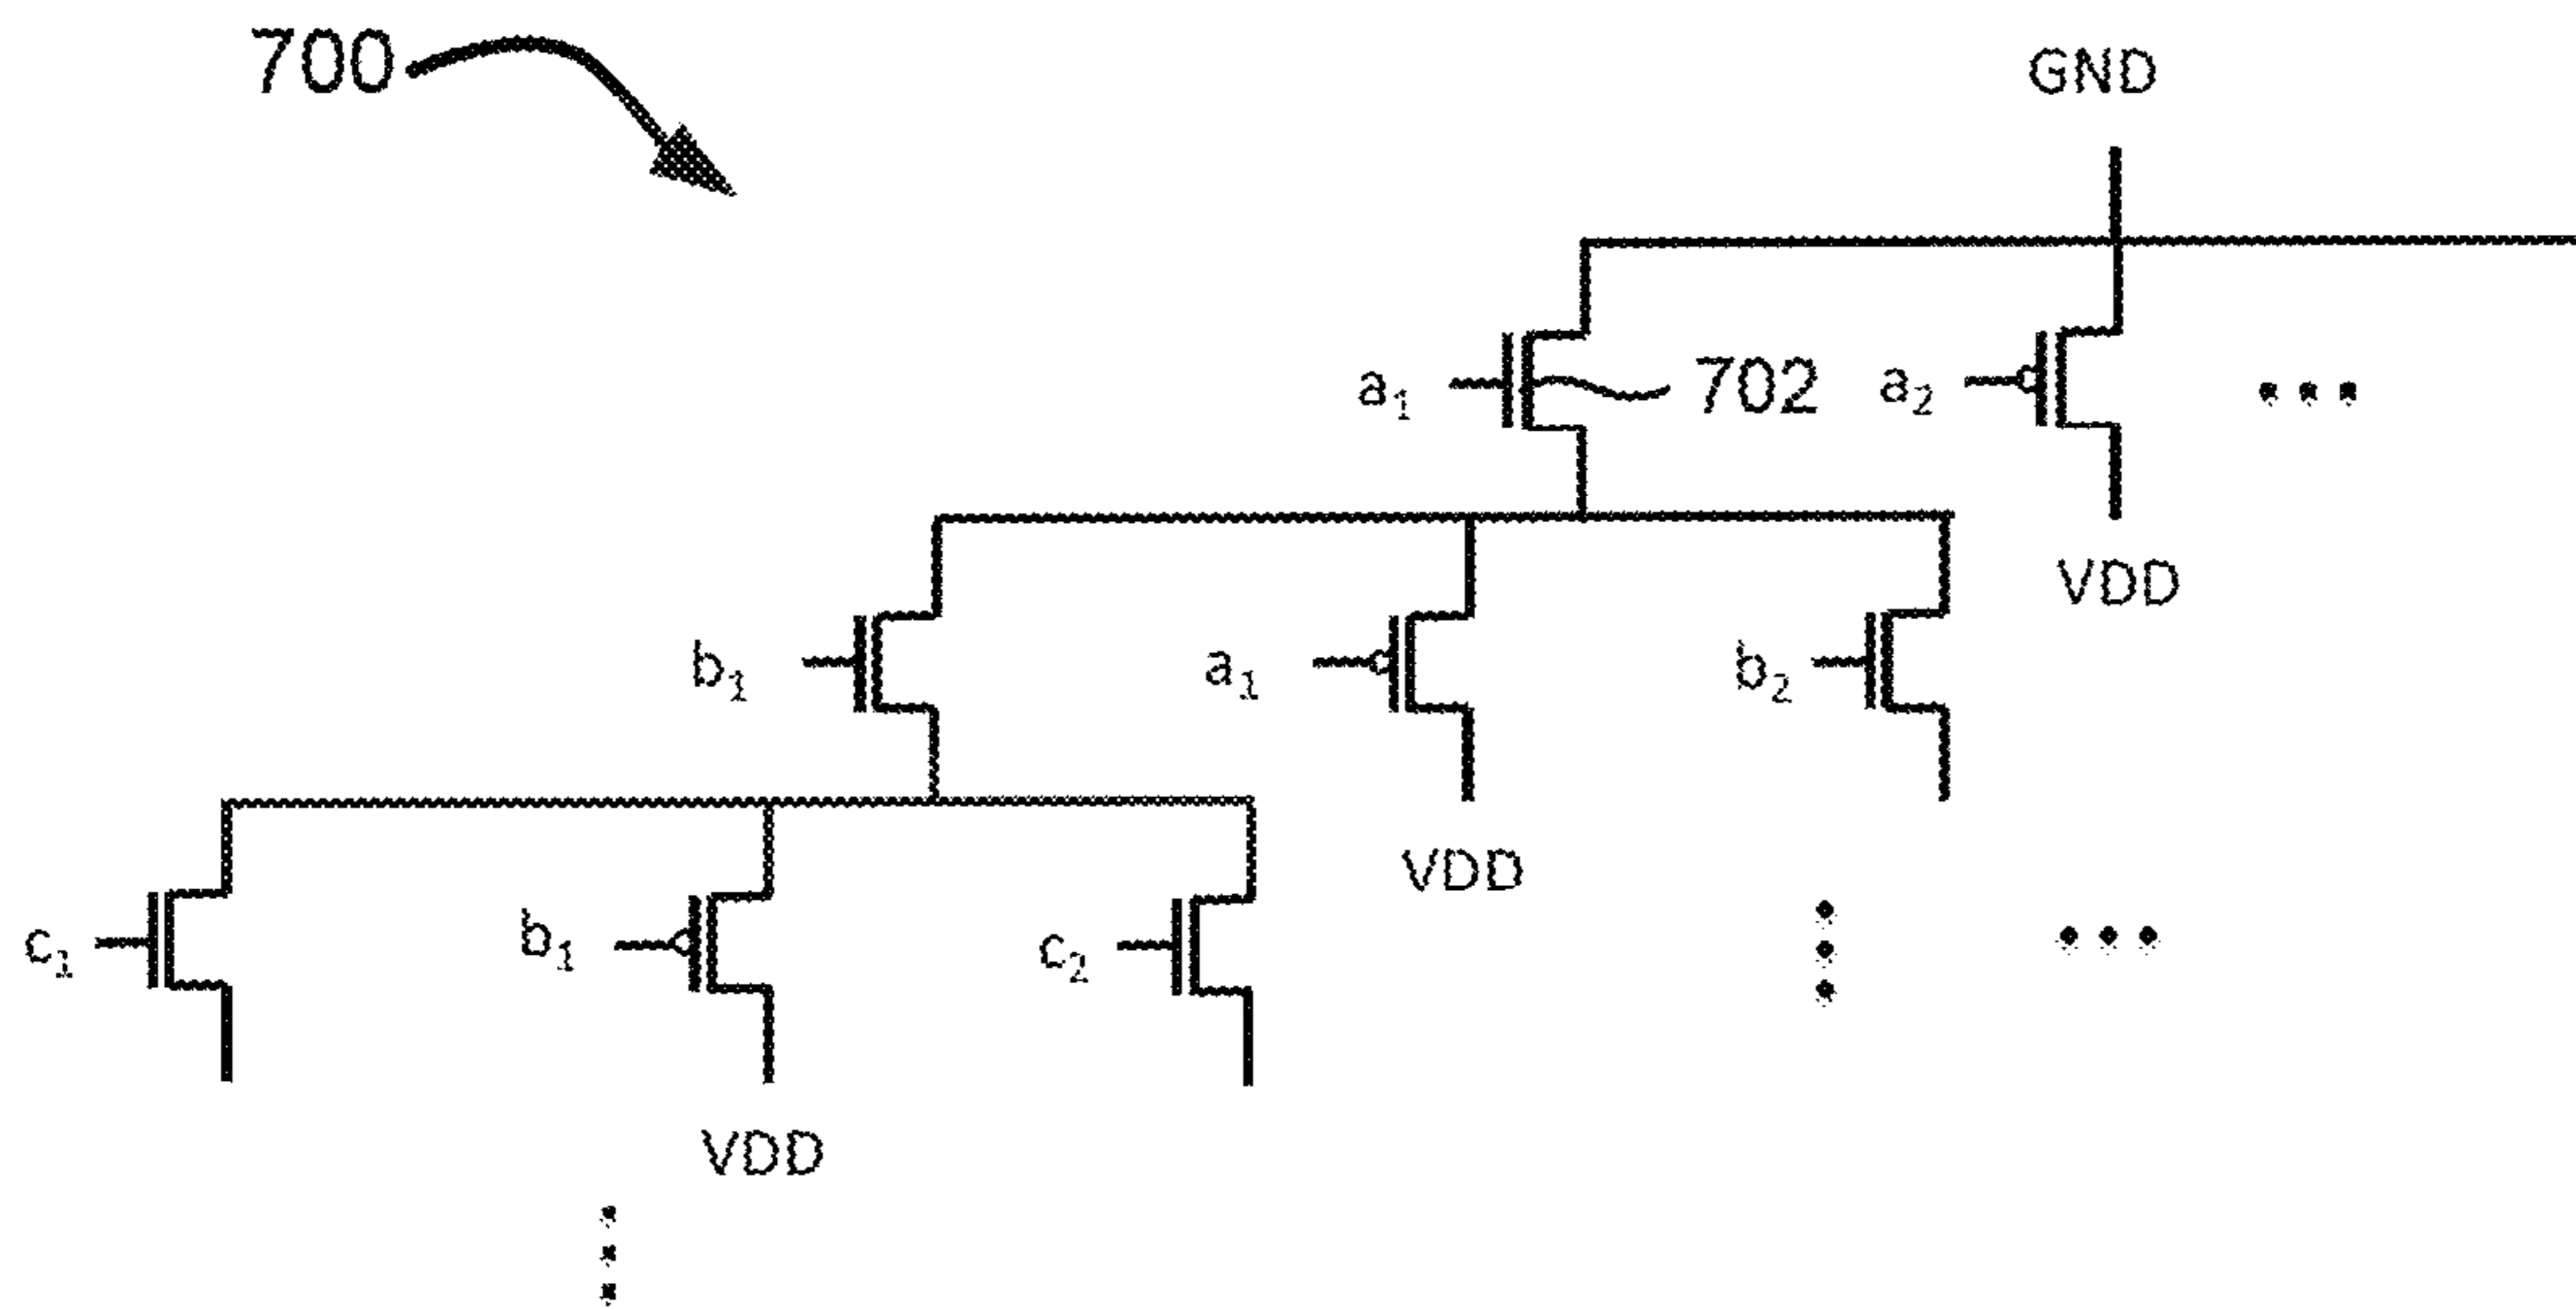 700
GND
a₁
702
a₂
VDD
b₁
a₁
b₂
VDD
c₁
b₁
c₂
VDD